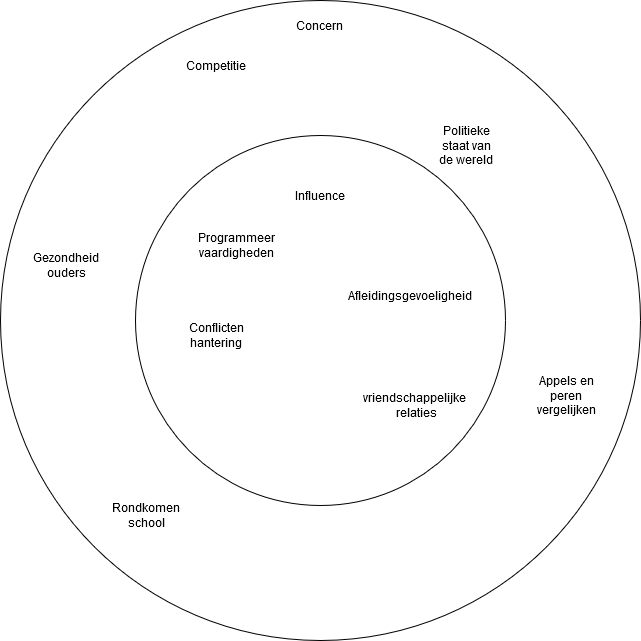 Concern
Competitie
Politieke
staat van
de wereld
Influence
Programmeer
vaardigheden
Gezondheid
ouders
Afleidingsgevoeligheid
Conflicten
hantering
Appels en
peren
vergelijken
vriendschappelijke
relaties
Rondkomen
school